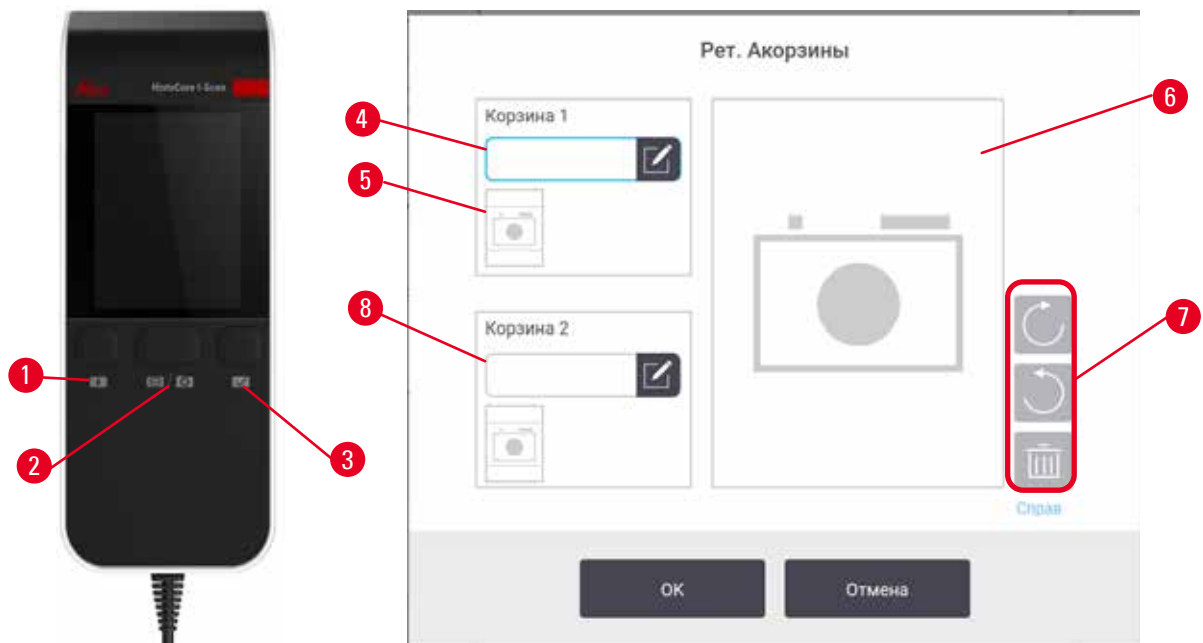 Leica
HistoCore I-Scan
1
2
3
Рет. Акорзины
Корзина 1
4
5
6
7
8
Корзина 2
Справ
ОК
Отмена